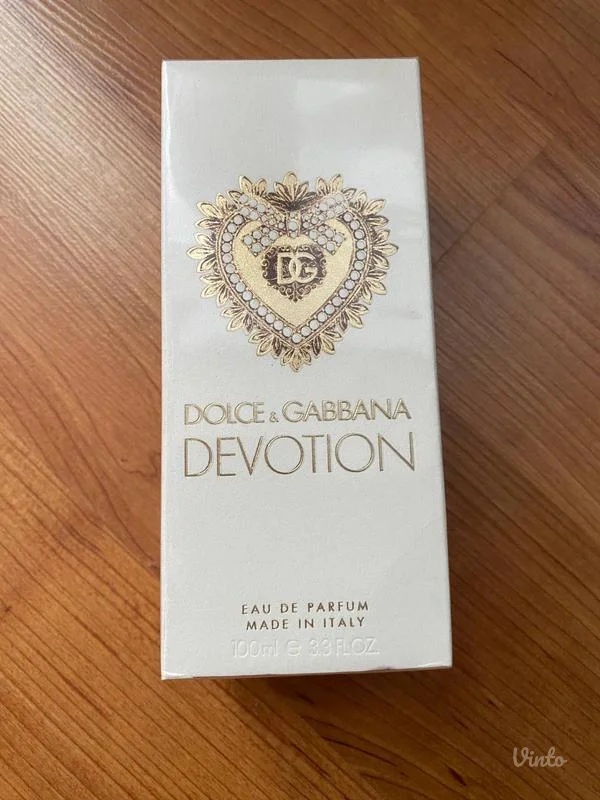 DG
DOLCE & GABBANA
DEVOTION
EAU DE PARFUM
MADE IN ITALY
100ml ℮ 3.3 FL.OZ.
Vinto